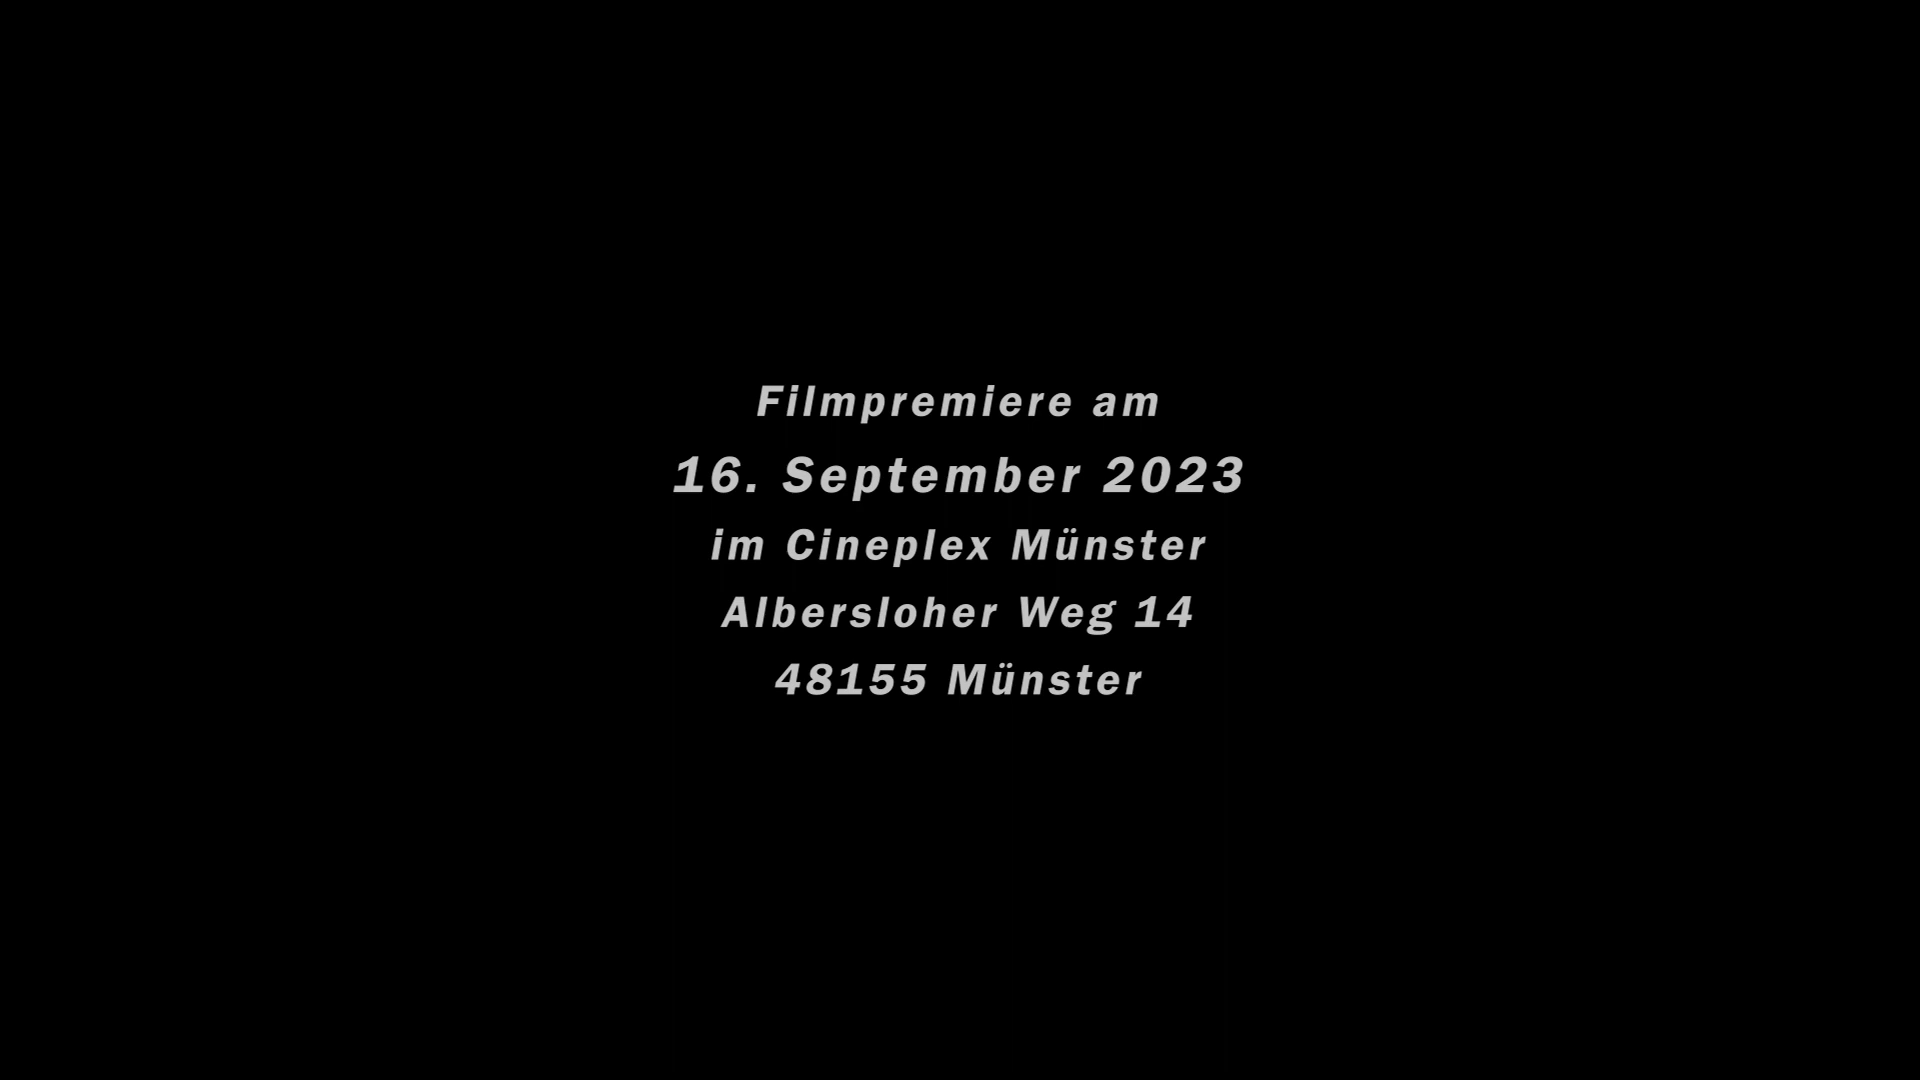 Filmpremiere am
16. September 2023
im Cineplex Münster
Albersloher Weg 14
48155 Münster